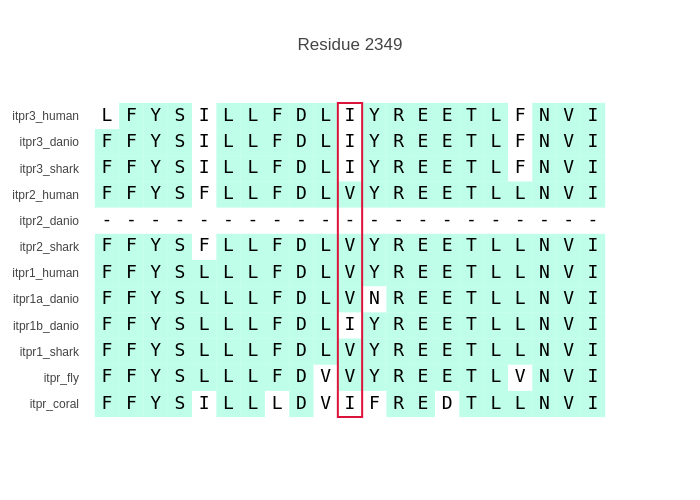 Residue 2349
itpr3_human L F Y S I L L F D L I Y R E E T L F N V I
itpr3_danio F F Y S I L L F D L I Y R E E T L F N V I
itpr3_shark F F Y S I L L F D L I Y R E E T L F N V I
itpr2_human F F Y S F L L F D L V Y R E E T L L N V I
itpr2_danio - - - - - - - - - - - - - - - - - - - - -
itpr2_shark F F Y S F L L F D L V Y R E E T L L N V I
itpr1_human F F Y S L L L F D L V Y R E E T L L N V I
itpr1a_danio F F Y S L L L F D L V N R E E T L L N V I
itpr1b_danio F F Y S L L L F D L I Y R E E T L L N V I
itpr1_shark F F Y S L L L F D L V Y R E E T L L N V I
itpr_fly F F Y S L L L F D V V Y R E E T L V N V I
itpr_coral F F Y S I L L L D V I F R E D T L L N V I